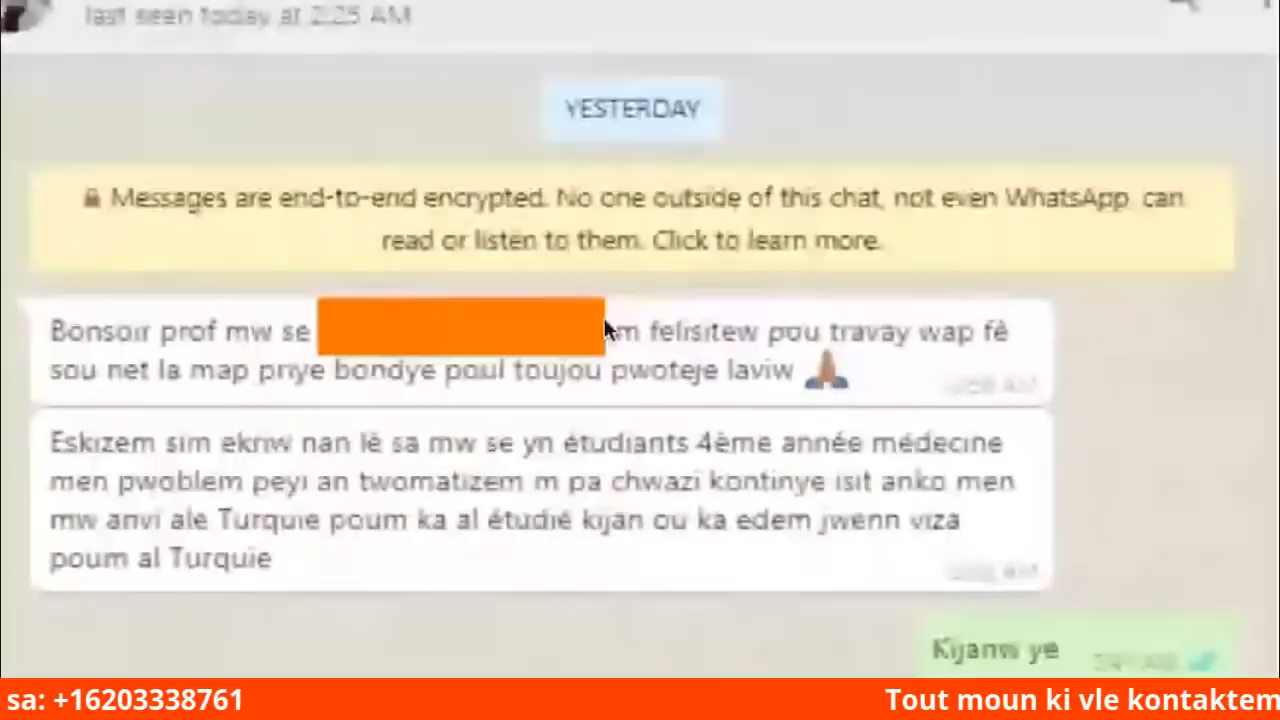 last seen today at 2:25 AM
YESTERDAY
Messages are end-to-end encrypted. No one outside of this chat, not even WhatsApp, can
read or listen to them. Click to learn more.
Bonsoir prof mw se m felisitew pou travay wap fè
sou net la map priye bondye poul toujou pwoteje laviw 🙏🏽
Eskizem sim ekriw nan lè sa mw se yn étudiants 4ème année médecine
men pwoblem peyi an twomatizem m pa chwazi kontinye isit anko men
mw anvi ale Turquie poum ka al étudié kijan ou ka edem jwenn viza
poum al Turquie
Kijanw ye
sa: +16203338761 Tout moun ki vle kontaktem